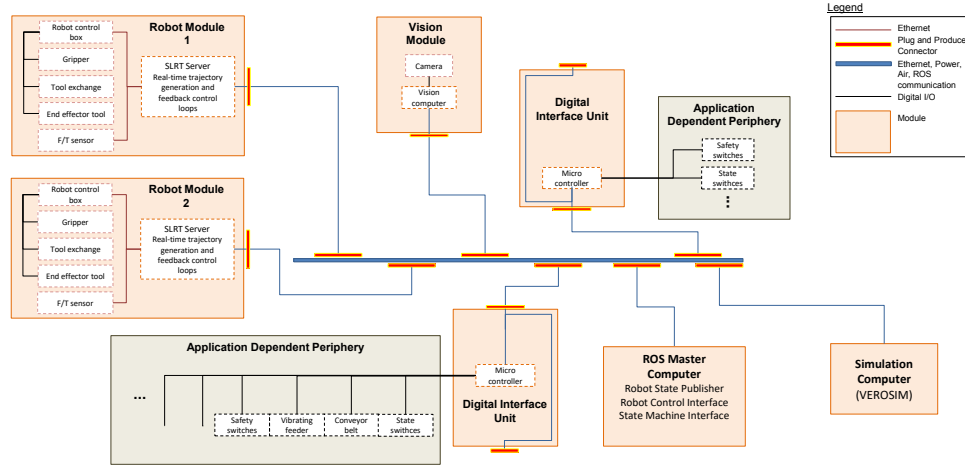 Robot Module
1
Robot control
box
Gripper
Tool exchange
End effector tool
F/T sensor
SLRT Server
Real-time trajectory
generation and
feedback control
loops
Vision
Module
Camera
Vision
computer
Digital
Interface Unit
Micro
controller
Application
Dependent Periphery
Safety
switches
State
swithces
⋮
Legend
Ethernet
Plug and Produce
Connector
Ethernet, Power,
Air, ROS
communication
Digital I/O
Module
Robot Module
2
Robot control
box
Gripper
Tool exchange
End effector tool
F/T sensor
SLRT Server
Real-time trajectory
generation and
feedback control
loops
Application Dependent Periphery
...
Safety
switches
Vibrating
feeder
Conveyor
belt
State
swithces
Micro
controller
Digital Interface
Unit
ROS Master
Computer
Robot State Publisher
Robot Control Interface
State Machine Interface
Simulation
Computer
(VEROSIM)